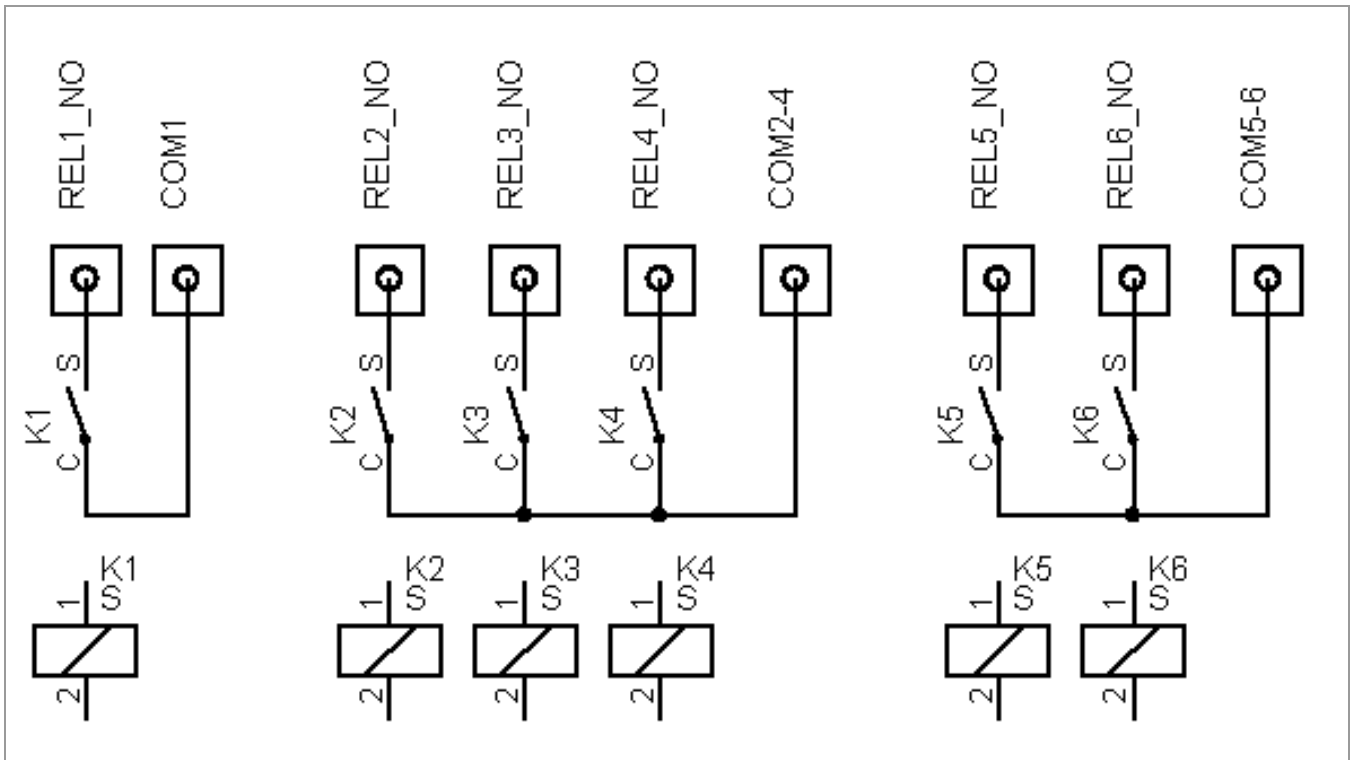 REL1_NO
COM1
REL2_NO
REL3_NO
REL4_NO
COM2-4
REL5_NO
REL6_NO
COM5-6
K1
S
C
K2
S
C
K3
S
C
K4
S
C
K5
S
C
K6
S
C
K1
S
1
2
K2
S
1
2
K3
S
1
2
K4
S
1
2
K5
S
1
2
K6
S
1
2